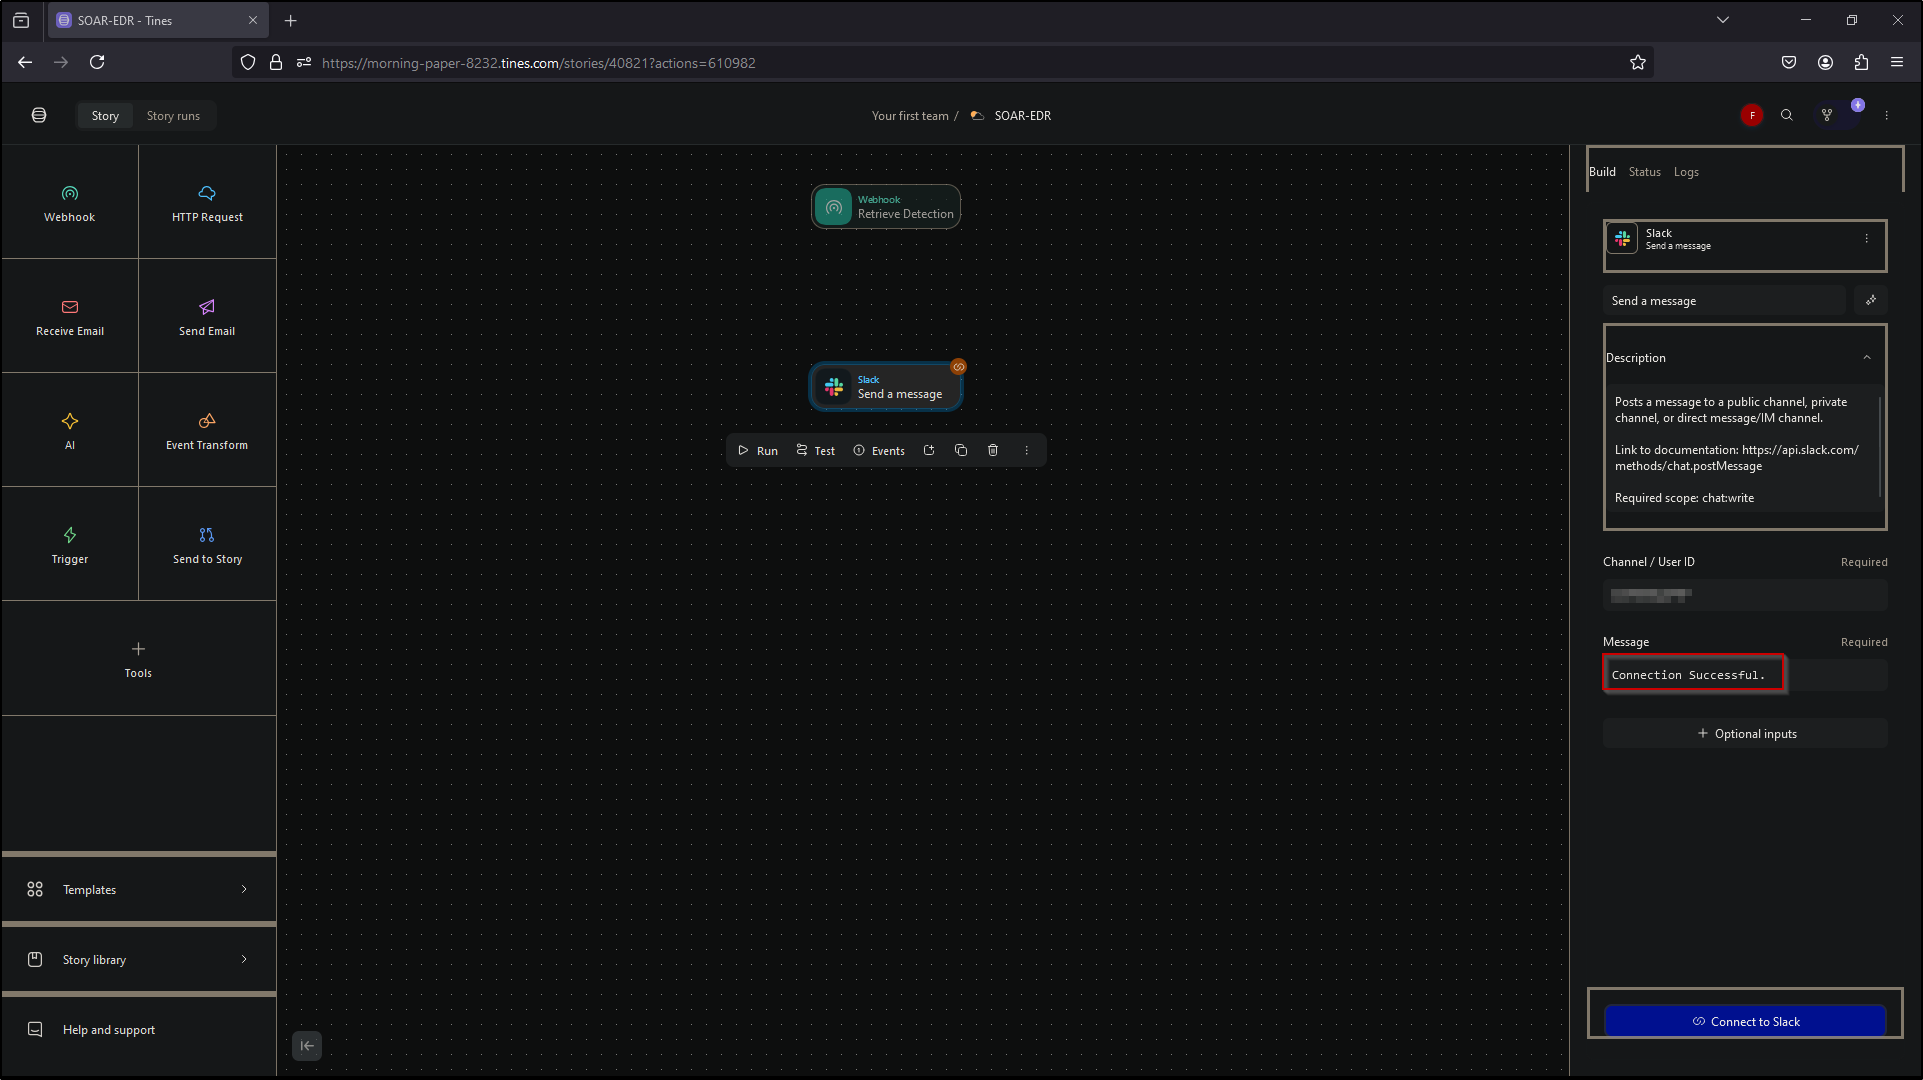 SOAR-EDR - Tines
https://morning-paper-8232.tines.com/stories/40821?actions=610982
Story
Story runs
Your first team / SOAR-EDR
F
Webhook
HTTP Request
Receive Email
Send Email
AI
Event Transform
Trigger
Send to Story
Tools
Templates
Story library
Help and support
Webhook
Retrieve Detection
Slack
Send a message
Run
Test
Events
Build
Status
Logs
Slack
Send a message
Send a message
Description
Posts a message to a public channel, private
channel, or direct message/IM channel.
Link to documentation: https://api.slack.com/
methods/chat.postMessage
Required scope: chat:write
Channel / User ID
Required
Message
Required
Connection Successful.
Optional inputs
Connect to Slack